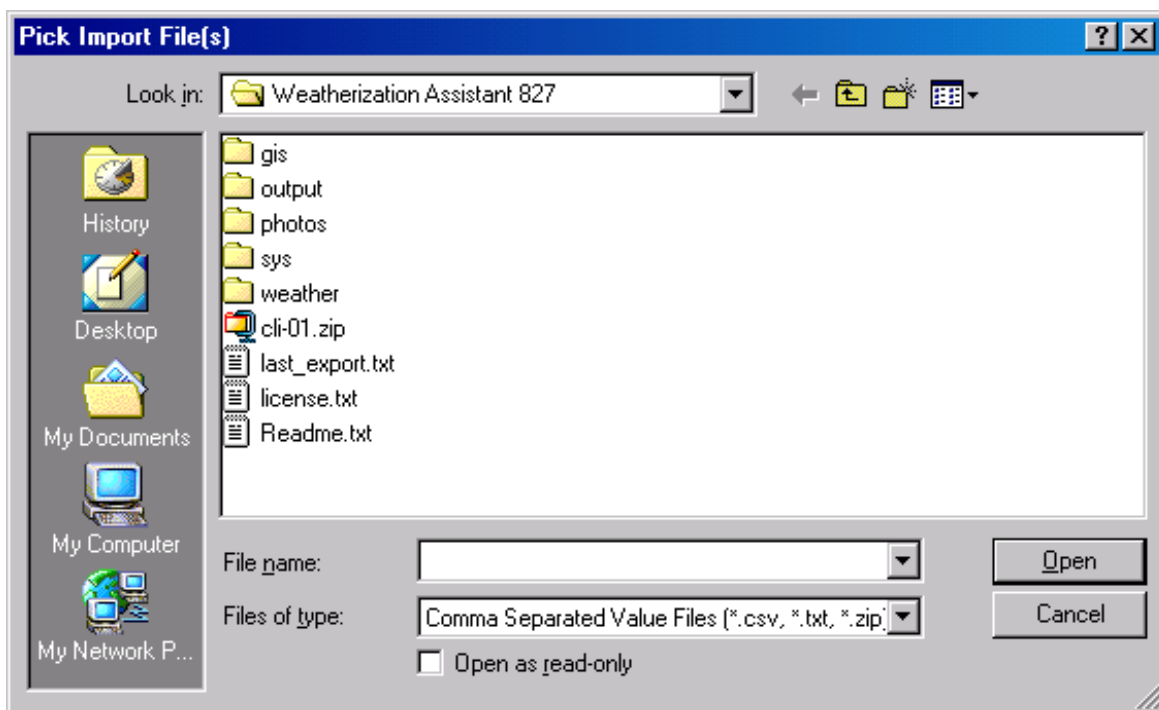 Pick Import File(s)
Look in:
Weatherization Assistant 827
History
Desktop
My Documents
My Computer
My Network P...
gis
output
photos
sys
weather
cli-01.zip
last_export.txt
license.txt
Readme.txt
File name:
Open
Files of type:
Comma Separated Value Files (*.csv, *.txt, *.zip)
Cancel
Open as read-only